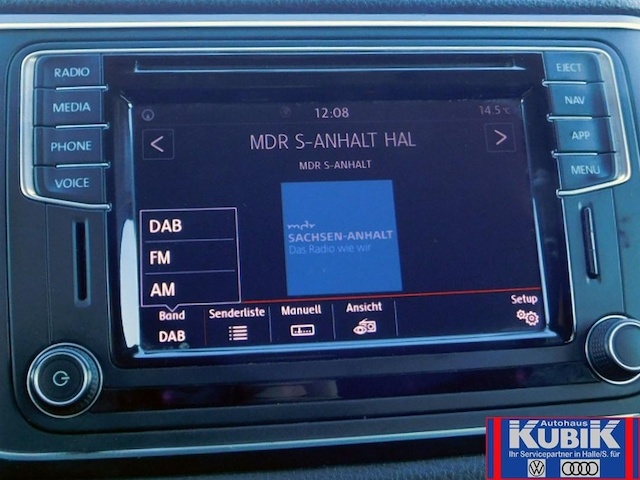 RADIO
MEDIA
PHONE
VOICE
EJECT
NAV
APP
MENU
12:08
14.5°C
<
MDR S-ANHALT HAL
>
MDR S-ANHALT
mdr
SACHSEN-ANHALT
Das Radio wie wir
DAB
FM
AM
Band
Senderliste
Manuell
Ansicht
Setup
DAB
Autohaus
KUBIK
Ihr Servicepartner in Halle/S. für